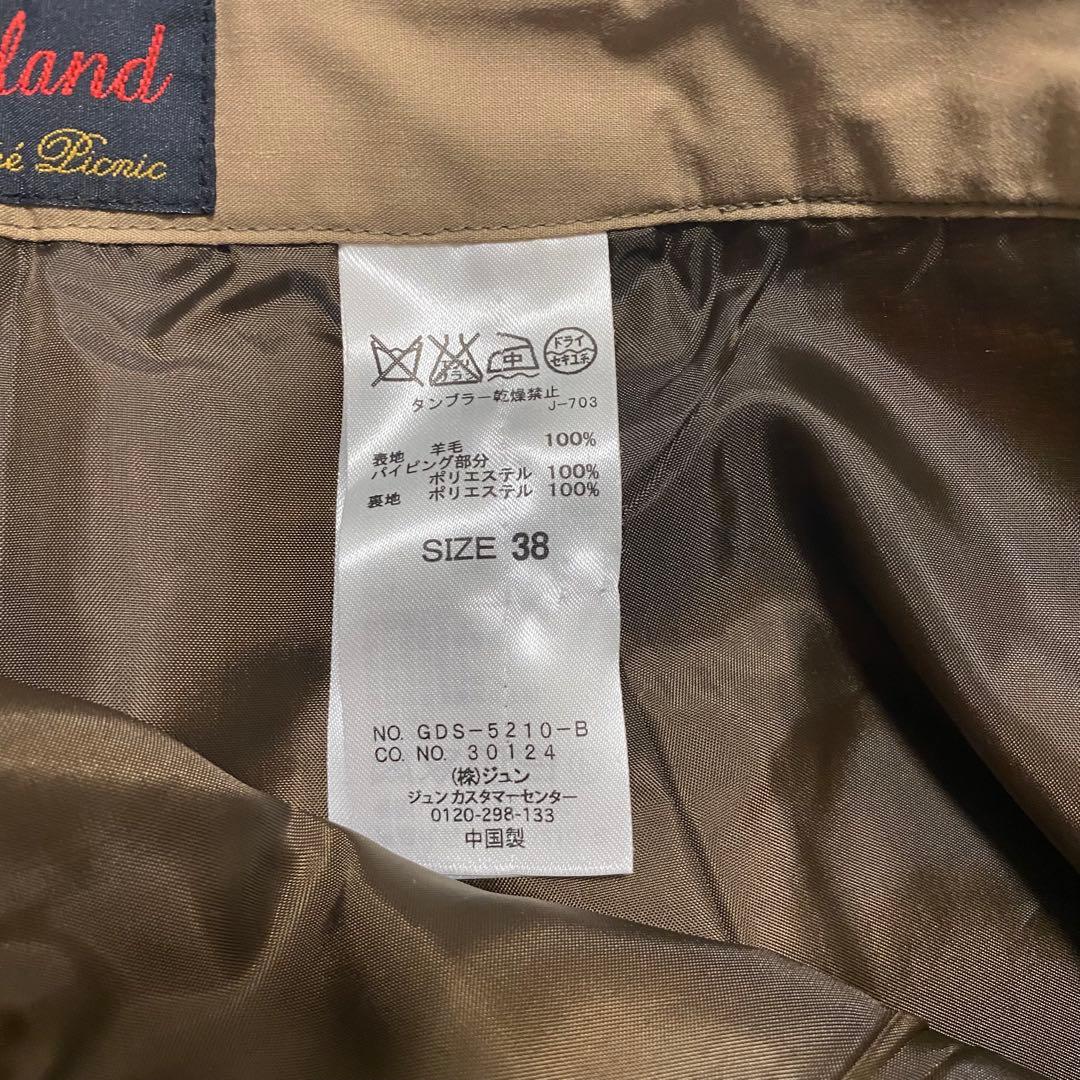 land
é Picnic
中
ドライ
セキユ系
タンブラー乾燥禁止
J-703
表地 羊毛 100%
パイピング部分
ポリエステル 100%
裏地 ポリエステル 100%
SIZE 38
NO. GDS-5210-B
CO. NO. 30124
(株)ジュン
ジュンカスタマーセンター
0120-298-133
中国製